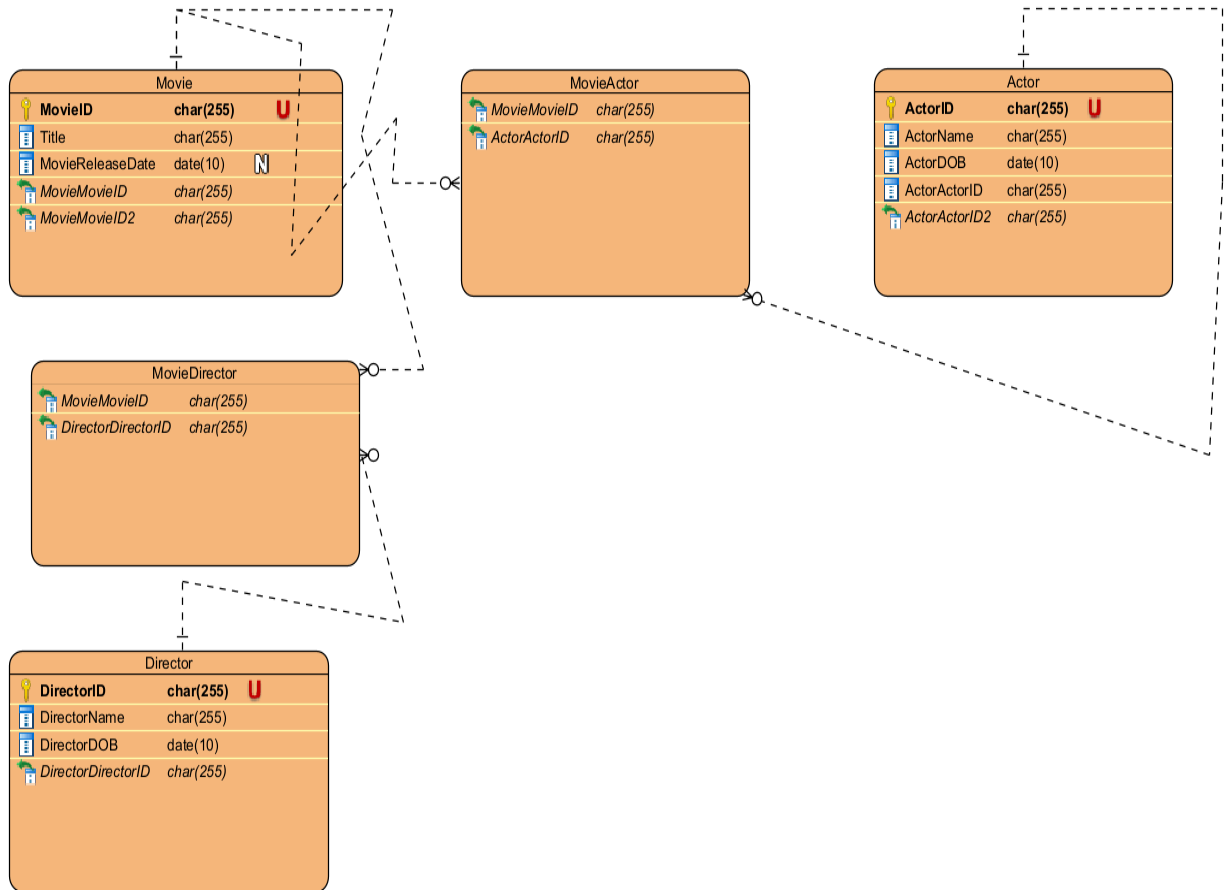 Movie
MovieID char(255) U
Title char(255)
MovieReleaseDate date(10) N
MovieMovieID char(255)
MovieMovieID2 char(255)
MovieActor
MovieMovieID char(255)
ActorActorID char(255)
Actor
ActorID char(255) U
ActorName char(255)
ActorDOB date(10)
ActorActorID char(255)
ActorActorID2 char(255)
MovieDirector
MovieMovieID char(255)
DirectorDirectorID char(255)
Director
DirectorID char(255) U
DirectorName char(255)
DirectorDOB date(10)
DirectorDirectorID char(255)